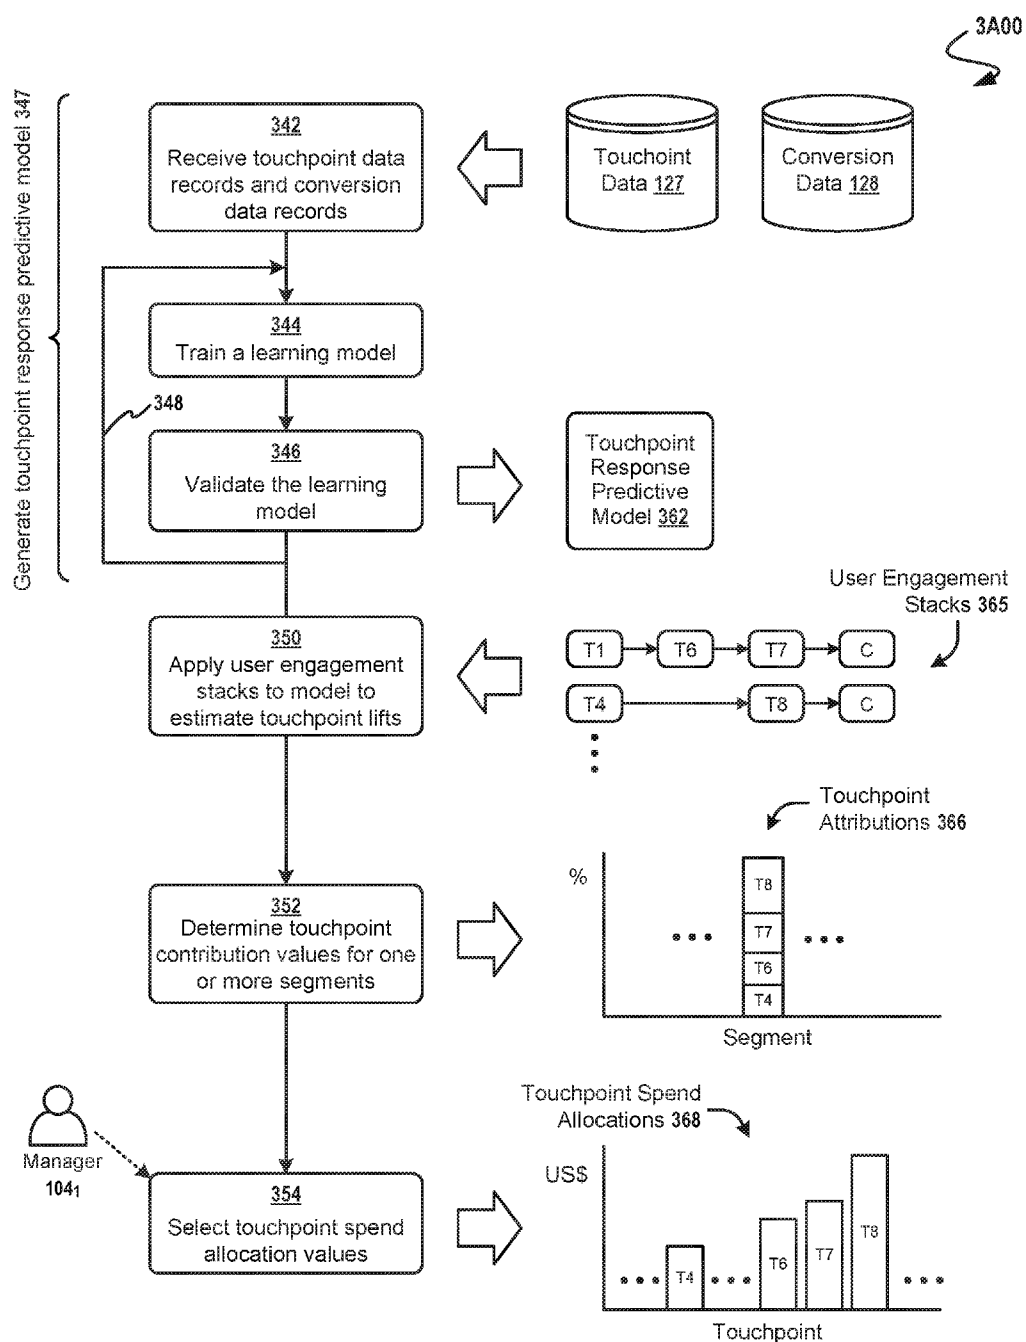 3A00
Generate touchpoint response predictive model 347
342
Receive touchpoint data
records and conversion
data records
Touchoint
Data 127
Conversion
Data 128
344
Train a learning model
348
346
Validate the learning
model
Touchpoint
Response
Predictive
Model 362
User Engagement
Stacks 365
350
Apply user engagement
stacks to model to
estimate touchpoint lifts
T1
T6
T7
C
T4
T8
C
Touchpoint
Attributions 366
%
T8
T7
T6
T4
Segment
352
Determine touchpoint
contribution values for one
or more segments
Touchpoint Spend
Allocations 368
Manager
104₁
354
Select touchpoint spend
allocation values
US$
T4
T6
T7
T8
Touchpoint